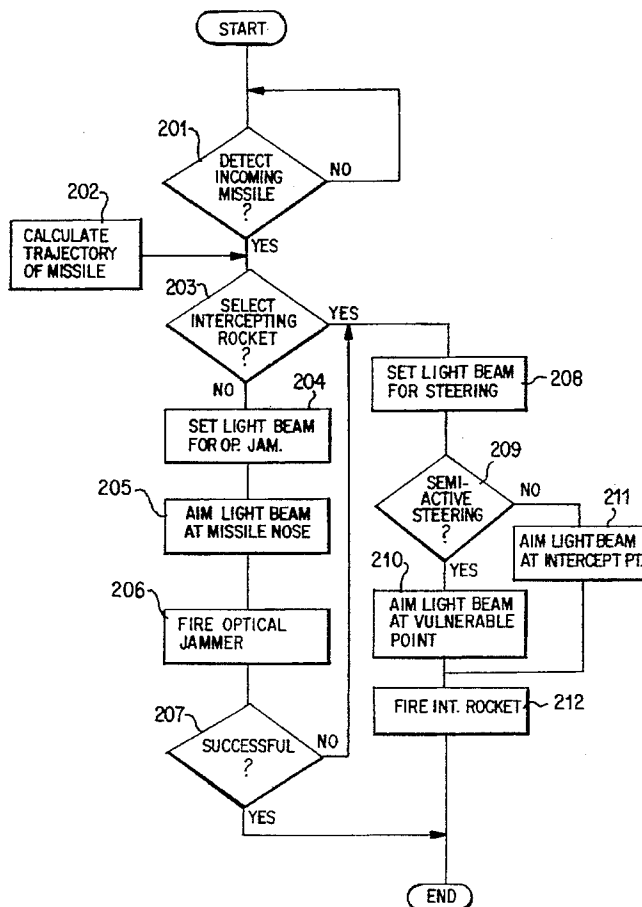 START
201
DETECT
INCOMING
MISSILE
?
NO
YES
202
CALCULATE
TRAJECTORY
OF MISSILE
203
SELECT
INTERCEPTING
ROCKET
?
YES
NO
204
SET LIGHT BEAM
FOR OP. JAM.
205
AIM LIGHT BEAM
AT MISSILE NOSE
206
FIRE OPTICAL
JAMMER
207
SUCCESSFUL
?
NO
YES
SET LIGHT BEAM
FOR STEERING
208
209
SEMI-
ACTIVE
STEERING
?
NO
YES
211
AIM LIGHT BEAM
AT INTERCEPT PT.
210
AIM LIGHT BEAM
AT VULNERABLE
POINT
FIRE INT. ROCKET
212
END